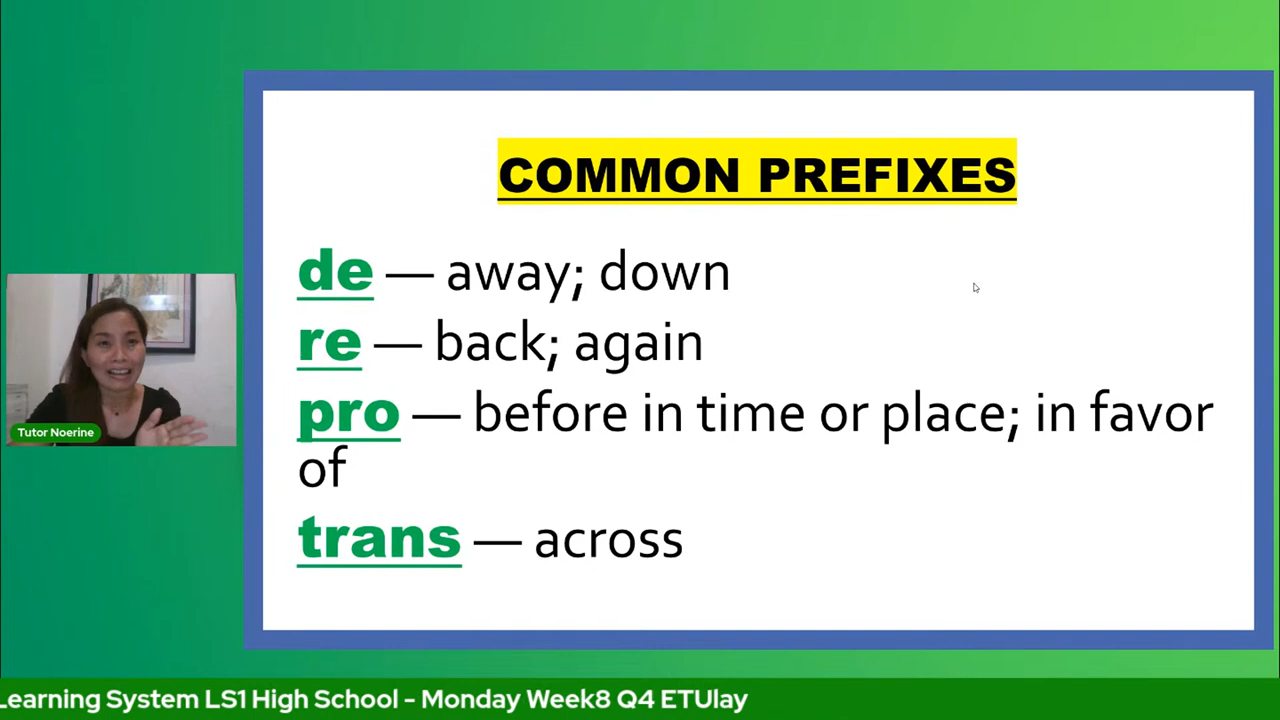 COMMON PREFIXES
de — away; down
re — back; again
pro — before in time or place; in favor
of
trans — across
Tutor Noerine
Learning System LS1 High School - Monday Week8 Q4 ETUlay